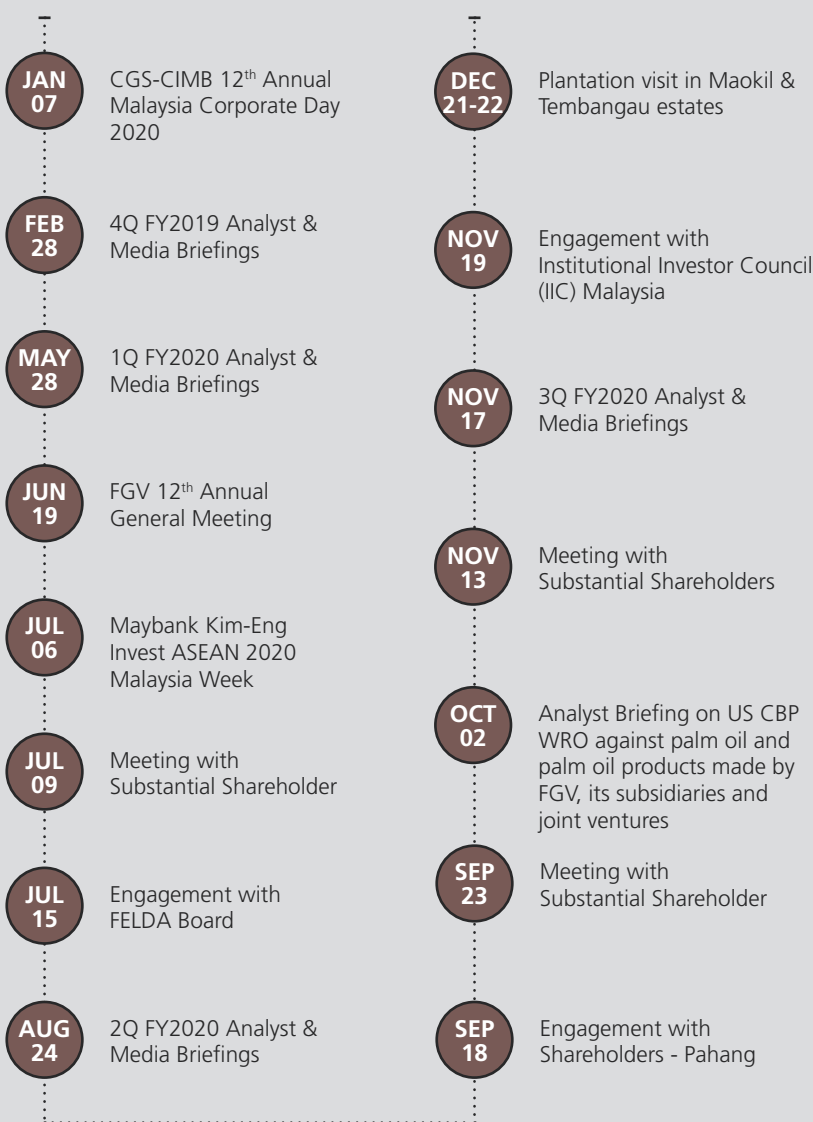 JAN
07
CGS-CIMB 12th Annual
Malaysia Corporate Day
2020
FEB
28
4Q FY2019 Analyst &
Media Briefings
MAY
28
1Q FY2020 Analyst &
Media Briefings
JUN
19
FGV 12th Annual
General Meeting
JUL
06
Maybank Kim-Eng
Invest ASEAN 2020
Malaysia Week
JUL
09
Meeting with
Substantial Shareholder
JUL
15
Engagement with
FELDA Board
AUG
24
2Q FY2020 Analyst &
Media Briefings
DEC
21-22
Plantation visit in Maokil &
Tembangau estates
NOV
19
Engagement with
Institutional Investor Council
(IIC) Malaysia
NOV
17
3Q FY2020 Analyst &
Media Briefings
NOV
13
Meeting with
Substantial Shareholders
OCT
02
Analyst Briefing on US CBP
WRO against palm oil and
palm oil products made by
FGV, its subsidiaries and
joint ventures
SEP
23
Meeting with
Substantial Shareholder
SEP
18
Engagement with
Shareholders - Pahang